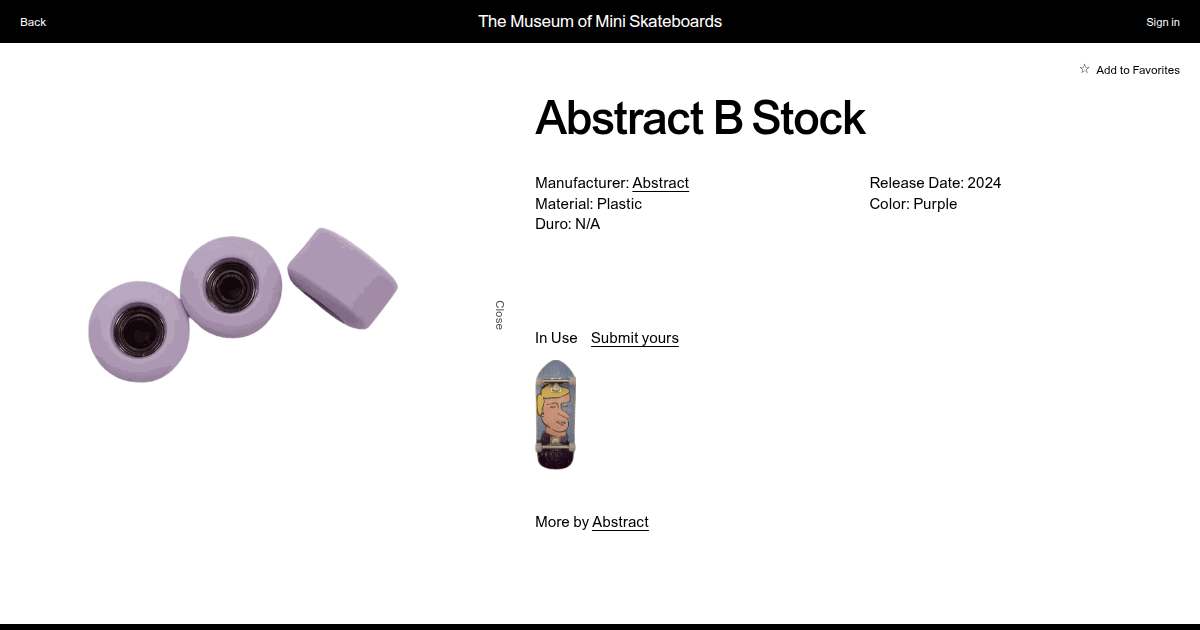 Back
The Museum of Mini Skateboards
Sign in
☆ Add to Favorites
Abstract B Stock
Manufacturer: Abstract
Material: Plastic
Duro: N/A
Release Date: 2024
Color: Purple
Close
In Use Submit yours
More by Abstract